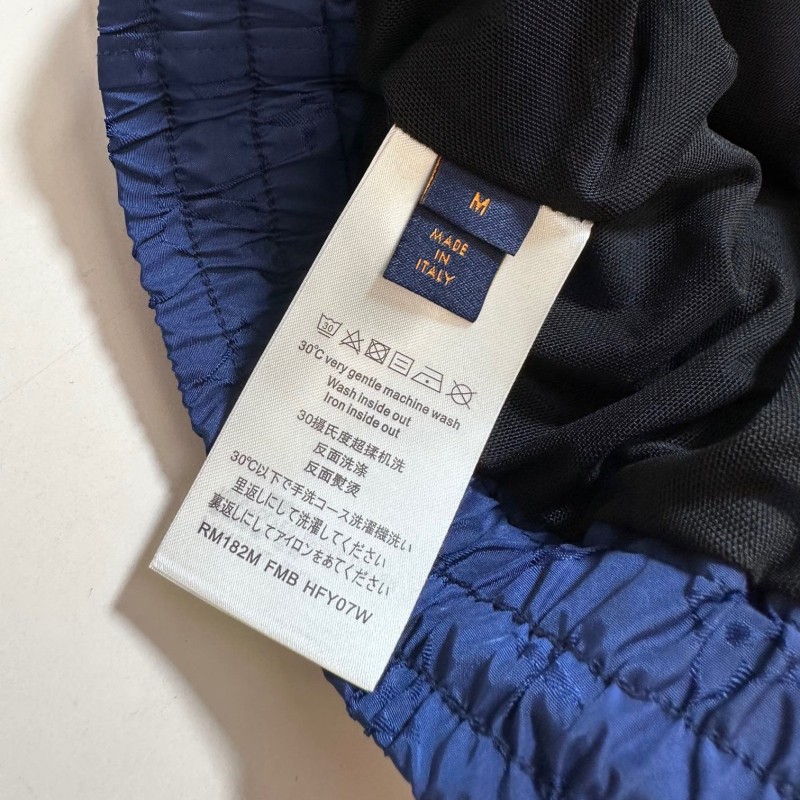 M
MADE
IN
ITALY
30
30℃ very gentle machine wash
Wash inside out
Iron inside out
30摄氏度超揉机洗
反面洗涤
反面熨烫
30℃以下で手洗コース洗濯機洗い
里返しにして洗濯してください
裏返しにしてアイロンをあてください
RM182M FMB HFY07W